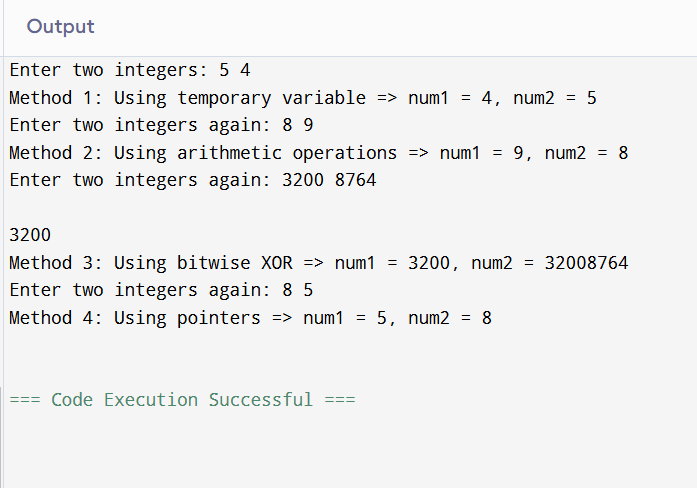 Output
Enter two integers: 5 4
Method 1: Using temporary variable => num1 = 4, num2 = 5
Enter two integers again: 8 9
Method 2: Using arithmetic operations => num1 = 9, num2 = 8
Enter two integers again: 3200 8764
3200
Method 3: Using bitwise XOR => num1 = 3200, num2 = 32008764
Enter two integers again: 8 5
Method 4: Using pointers => num1 = 5, num2 = 8
=== Code Execution Successful ===